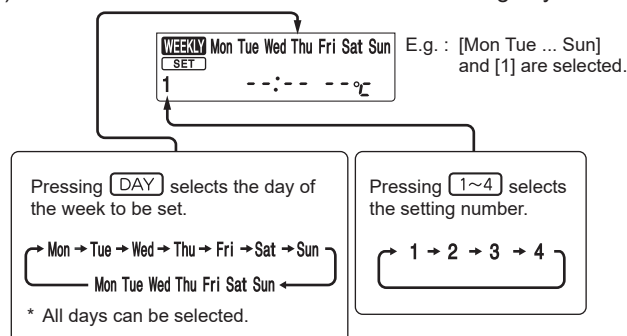 WEEKLY Mon Tue Wed Thu Fri Sat Sun
SET
1 --:-- --℃
E.g. : [Mon Tue ... Sun]
and [1] are selected.
Pressing DAY selects the day of
the week to be set.
Mon → Tue → Wed → Thu → Fri → Sat → Sun
Mon Tue Wed Thu Fri Sat Sun
* All days can be selected.
Pressing 1~4 selects
the setting number.
1 → 2 → 3 → 4